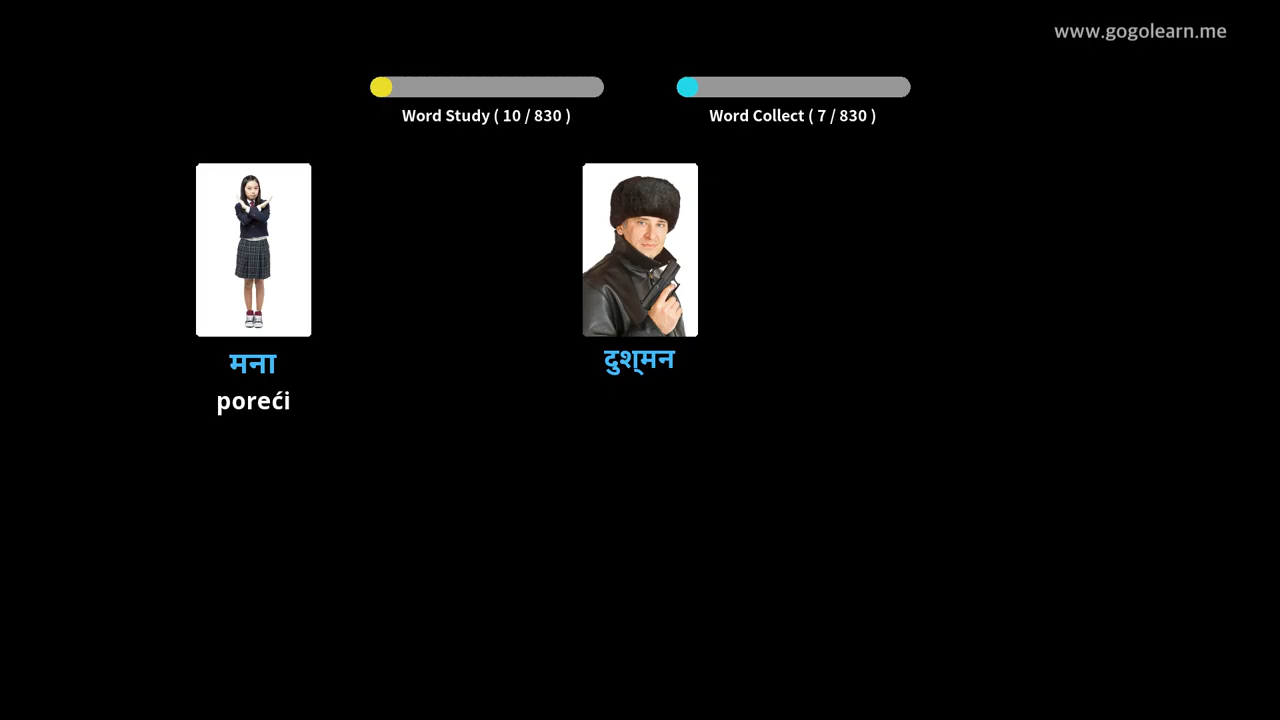 www.gogolearn.me
Word Study ( 10 / 830 )
Word Collect ( 7 / 830 )
मना
poreći
दुश्‌मन